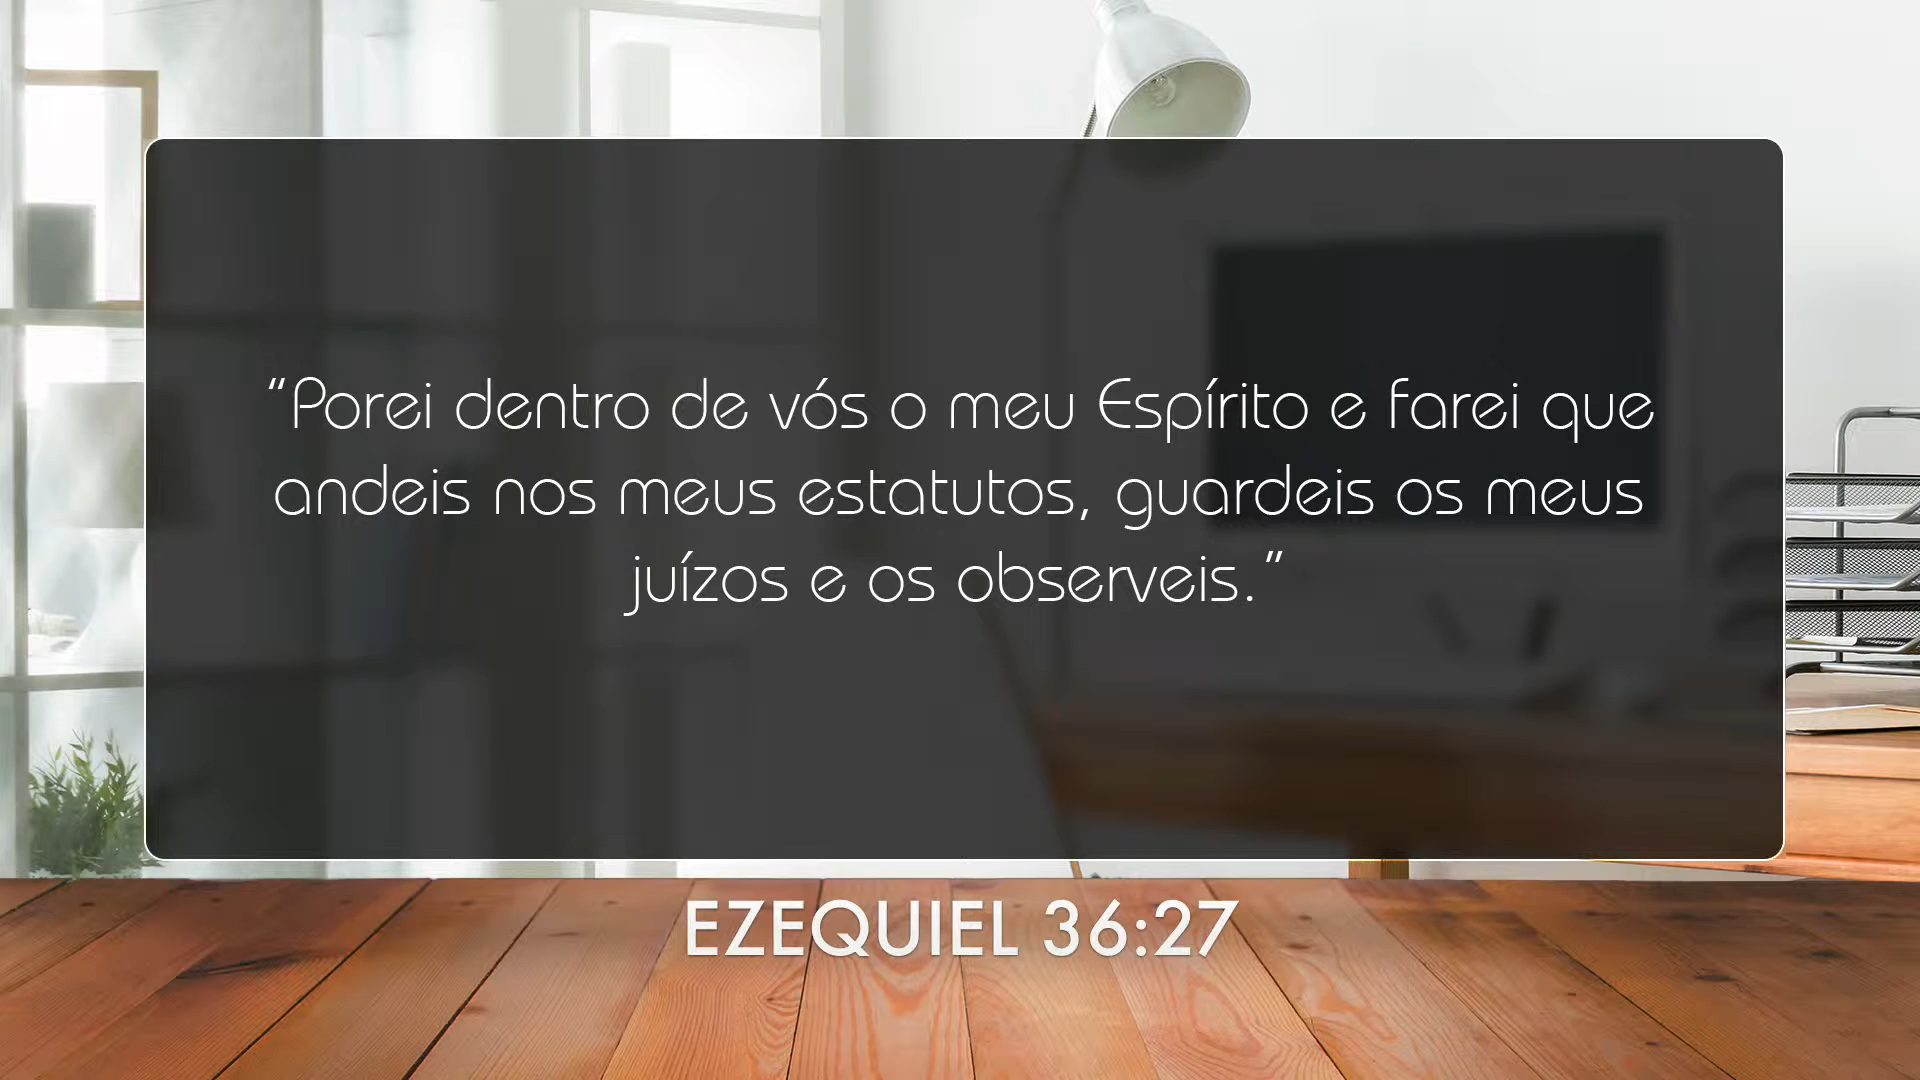 “Porei dentro de vós o meu Espírito e farei que
andeis nos meus estatutos, guardeis os meus
juízos e os observeis.”
EZEQUIEL 36:27